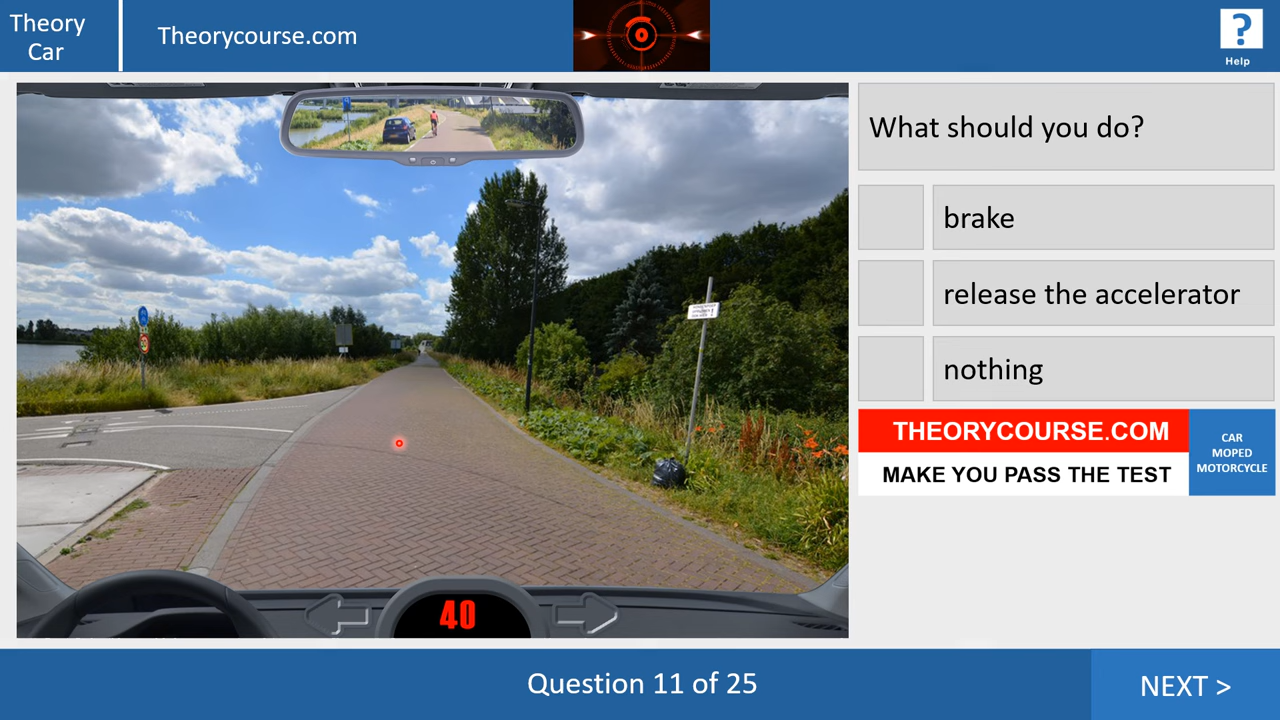 Theory
Car
Theorycourse.com
?
Help
What should you do?
brake
release the accelerator
nothing
THEORYCOURSE.COM
MAKE YOU PASS THE TEST
CAR
MOPED
MOTORCYCLE
40
Question 11 of 25
NEXT >